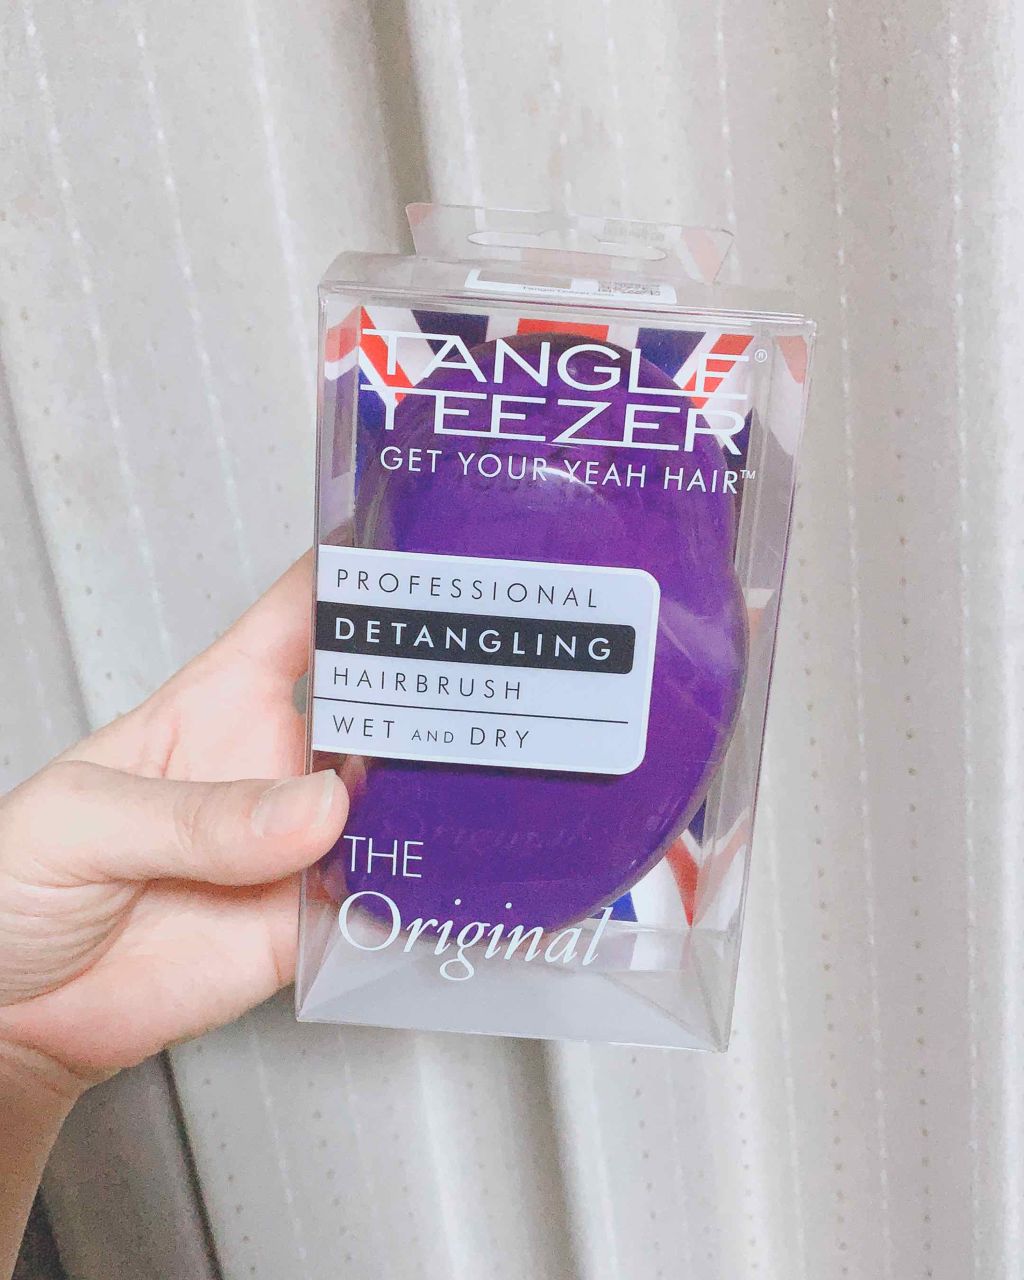 TANGLE®
TEEZER
GET YOUR YEAH HAIR™
PROFESSIONAL
DETANGLING
HAIRBRUSH
WET AND DRY
THE
Original